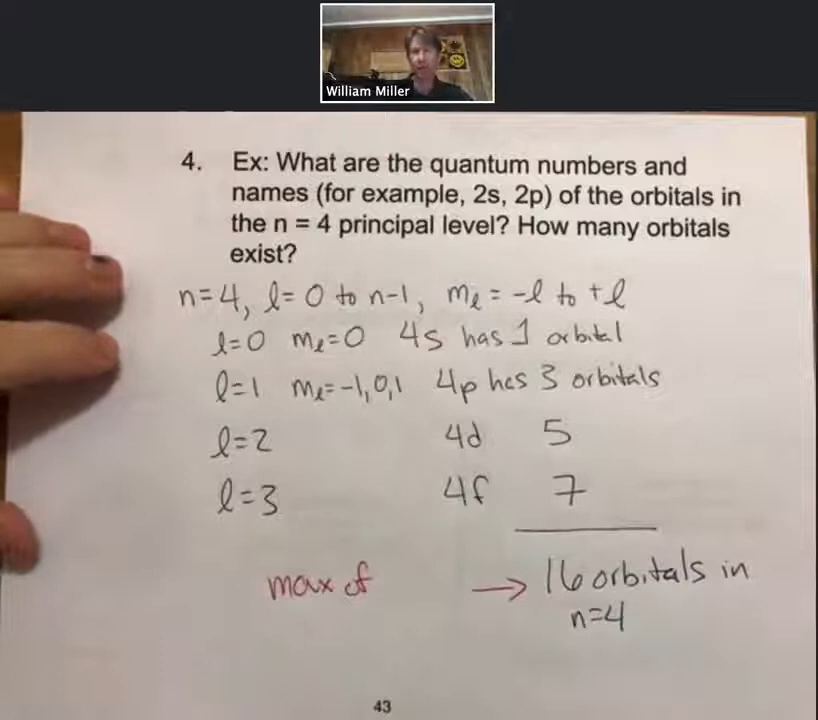 William Miller
4. Ex: What are the quantum numbers and
names (for example, 2s, 2p) of the orbitals in
the n = 4 principal level? How many orbitals
exist?
n=4, l=0 to n-1, mₗ = -l to +l
l=0 mₗ=0 4s has 1 orbital
l=1 mₗ=-1,0,1 4p has 3 orbitals
l=2 4d 5
l=3 4f 7
max of → 16 orbitals in
n=4
43